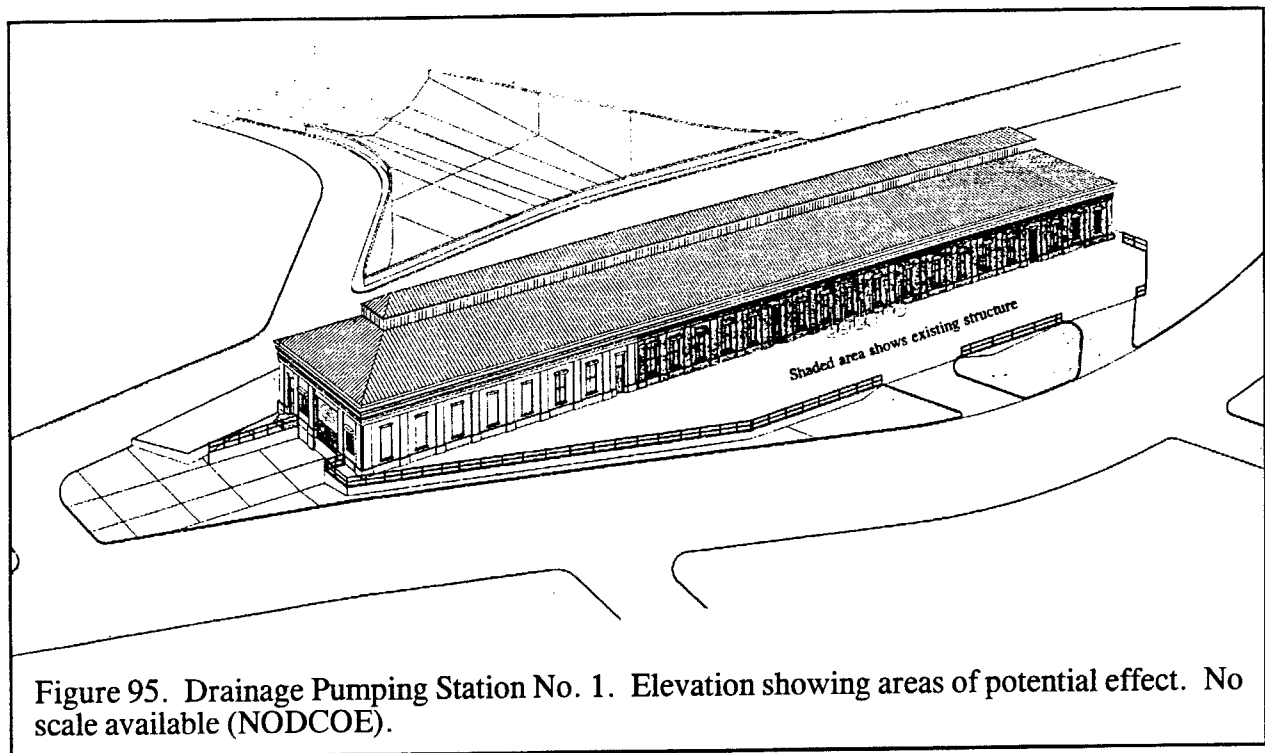 Shaded area shows existing structure
Figure 95. Drainage Pumping Station No. 1. Elevation showing areas of potential effect. No
scale available (NODCOE).